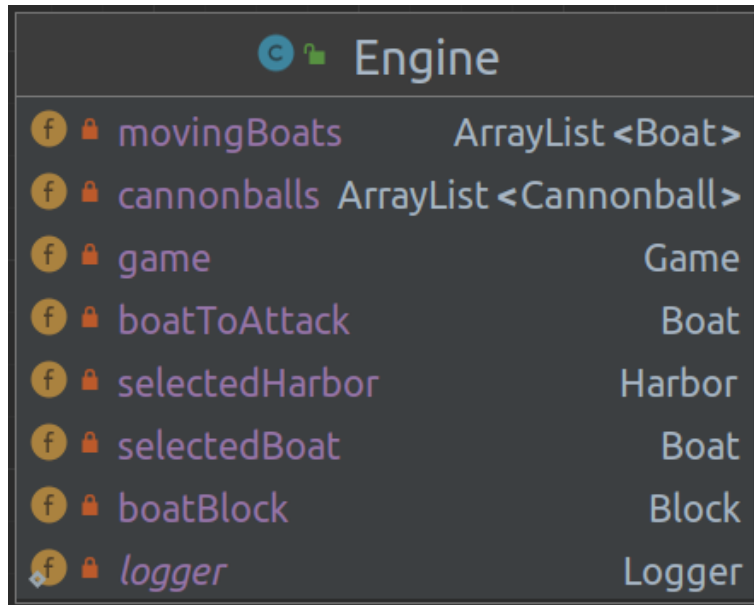 Engine
movingBoats ArrayList<Boat>
cannonballs ArrayList<Cannonball>
game Game
boatToAttack Boat
selectedHarbor Harbor
selectedBoat Boat
boatBlock Block
logger Logger